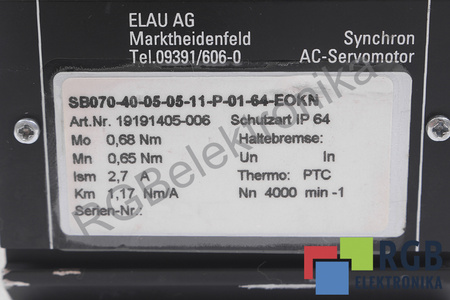 ELAU AG
Marktheidenfeld
Tel.09391/606-0
Synchron
AC-Servomotor
SB070-40-05-05-11-P-01-64-EOKN
Art.Nr. 19191405-006 Schutzart IP 64
Mo 0,68 Nm Haltebremse:
Mn 0,65 Nm Un In
Ism 2,7 A Thermo: PTC
Km 1,17 Nm/A Nn 4000 min -1
Serien-Nr.:
RGBelektronika
RGB
ELEKTRONIKA